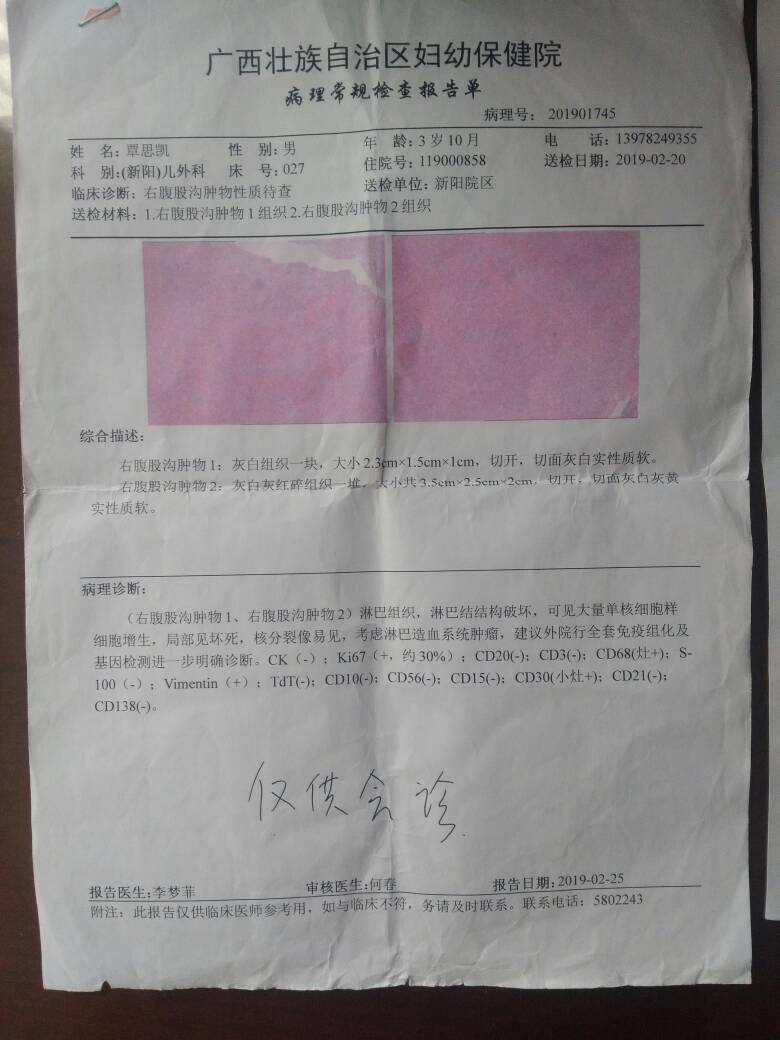 广西壮族自治区妇幼保健院
病理常规检查报告单
病理号： 201901745
姓 名：覃思凯 性 别：男 年 龄：3 岁 10 月 电 话：13978249355
科 别：(新阳)儿外科 床 号：027 住院号：119000858 送检日期：2019-02-20
临床诊断：右腹股沟肿物性质待查 送检单位：新阳院区
送检材料：1.右腹股沟肿物 1 组织 2.右腹股沟肿物 2 组织
综合描述：
右腹股沟肿物 1：灰白组织一块，大小 2.3cm×1.5cm×1cm，切开，切面灰白实性质软。
右腹股沟肿物 2：灰白灰红碎组织一堆，大小共 3.5cm×2.5cm×2cm，切开，切面灰白灰黄
实性质软。
病理诊断：
（右腹股沟肿物 1、右腹股沟肿物 2）淋巴组织，淋巴结结构破坏，可见大量单核细胞样
细胞增生，局部见坏死，核分裂像易见，考虑淋巴造血系统肿瘤，建议外院行全套免疫组化及
基因检测进一步明确诊断。CK（-）；Ki67（+，约 30%）；CD20(-)；CD3(-)；CD68(灶+)；S-
100（-）；Vimentin（+）；TdT(-)；CD10(-)；CD56(-)；CD15(-)；CD30(小灶+)；CD21(-)；
CD138(-)。
仅供会诊.
报告医生：李梦菲 审核医生：何春 报告日期：2019-02-25
附注：此报告仅供临床医师参考用，如与临床不符，务请及时联系。联系电话：5802243